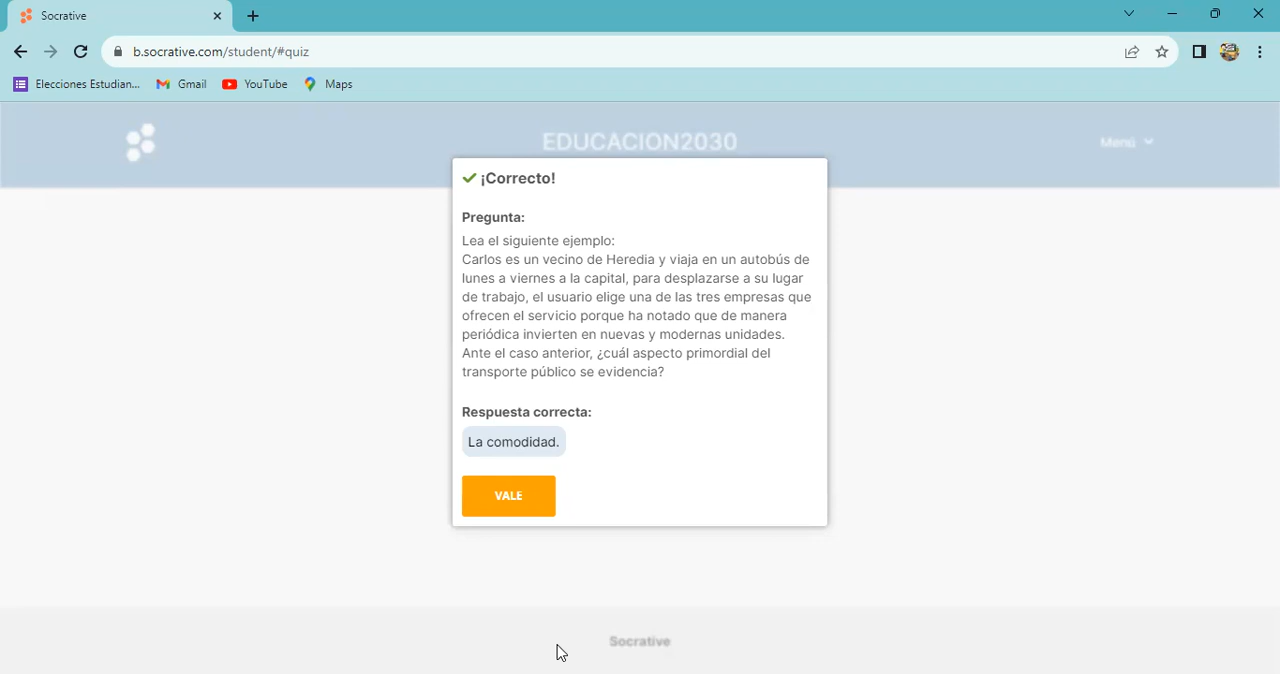 Socrative
b.socrative.com/student/#quiz
Elecciones Estudian... Gmail YouTube Maps
EDUCACION2030
Menú
¡Correcto!
Pregunta:
Lea el siguiente ejemplo:
Carlos es un vecino de Heredia y viaja en un autobús de
lunes a viernes a la capital, para desplazarse a su lugar
de trabajo, el usuario elige una de las tres empresas que
ofrecen el servicio porque ha notado que de manera
periódica invierten en nuevas y modernas unidades.
Ante el caso anterior, ¿cuál aspecto primordial del
transporte público se evidencia?
Respuesta correcta:
La comodidad.
VALE
Socrative